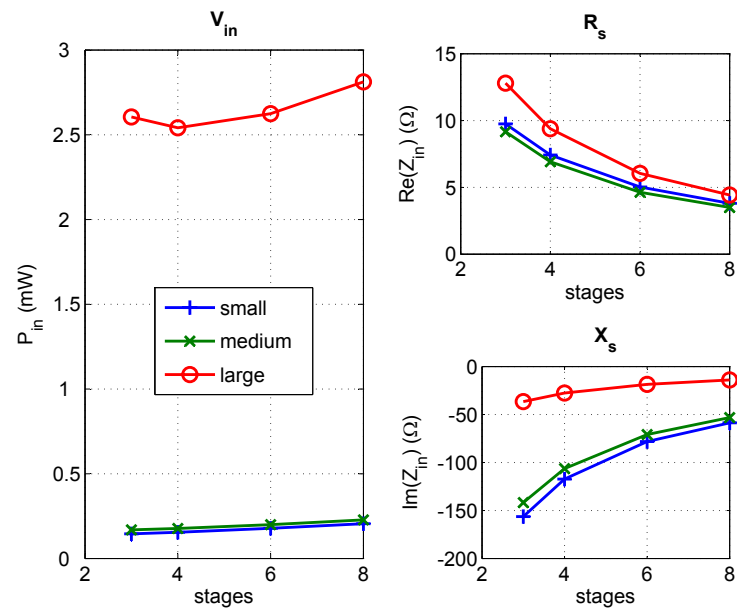 V_in
3
2.5
2
1.5
1
0.5
0
P_in (mW)
small
medium
large
2 4 6 8
stages
R_s
15
10
5
0
Re(Z_in) (Ω)
2 4 6 8
stages
X_s
0
-50
-100
-150
-200
Im(Z_in) (Ω)
2 4 6 8
stages